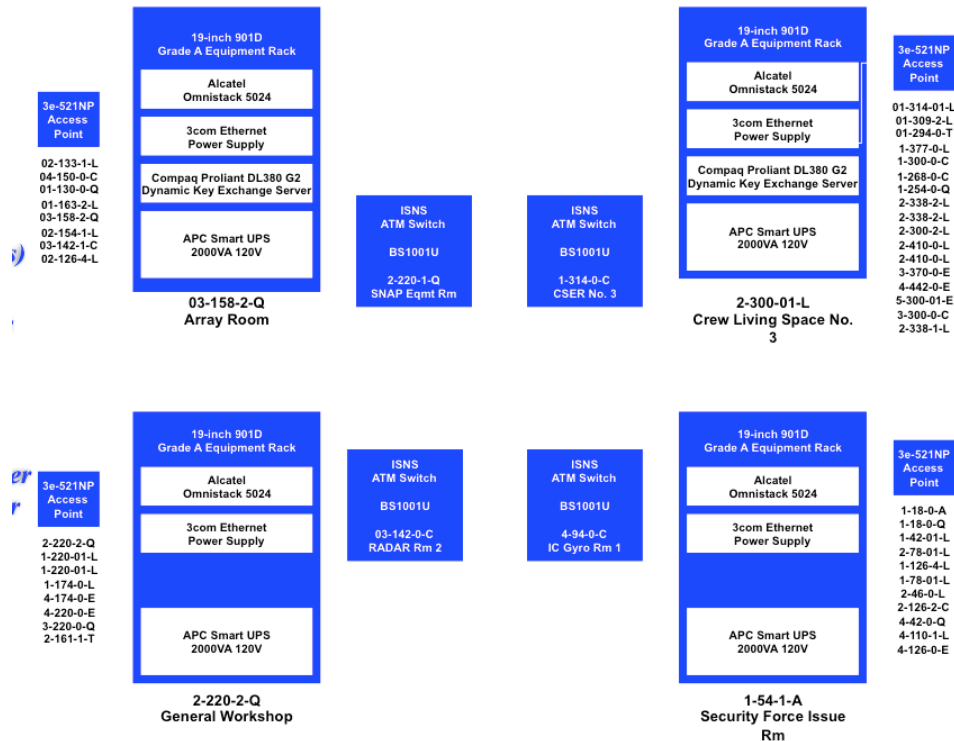 19-inch 901D
Grade A Equipment Rack
Alcatel
Omnistack 5024
3com Ethernet
Power Supply
Compaq Proliant DL380 G2
Dynamic Key Exchange Server
APC Smart UPS
2000VA 120V
03-158-2-Q
Array Room
3e-521NP
Access
Point
02-133-1-L
04-150-0-C
01-130-0-Q
01-163-2-L
03-158-2-Q
02-154-1-L
03-142-1-C
02-126-4-L
s)
ISNS
ATM Switch
BS1001U
2-220-1-Q
SNAP Eqmt Rm
ISNS
ATM Switch
BS1001U
1-314-0-C
CSER No. 3
19-inch 901D
Grade A Equipment Rack
Alcatel
Omnistack 5024
3com Ethernet
Power Supply
Compaq Proliant DL380 G2
Dynamic Key Exchange Server
APC Smart UPS
2000VA 120V
2-300-01-L
Crew Living Space No.
3
3e-521NP
Access
Point
01-314-01-L
01-309-2-L
01-294-0-T
1-377-0-L
1-300-0-C
1-268-0-C
1-254-0-Q
2-338-2-L
2-338-2-L
2-300-2-L
2-410-0-L
2-410-0-L
3-370-0-E
4-442-0-E
5-300-01-E
3-300-0-C
2-338-1-L
er
r
3e-521NP
Access
Point
2-220-2-Q
1-220-01-L
1-220-01-L
1-174-0-L
4-174-0-E
4-220-0-E
3-220-0-Q
2-161-1-T
19-inch 901D
Grade A Equipment Rack
Alcatel
Omnistack 5024
3com Ethernet
Power Supply
APC Smart UPS
2000VA 120V
2-220-2-Q
General Workshop
ISNS
ATM Switch
BS1001U
03-142-0-C
RADAR Rm 2
ISNS
ATM Switch
BS1001U
4-94-0-C
IC Gyro Rm 1
19-inch 901D
Grade A Equipment Rack
Alcatel
Omnistack 5024
3com Ethernet
Power Supply
APC Smart UPS
2000VA 120V
1-54-1-A
Security Force Issue
Rm
3e-521NP
Access
Point
1-18-0-A
1-18-0-Q
1-42-01-L
2-78-01-L
1-126-4-L
1-78-01-L
2-46-0-L
2-126-2-C
4-42-0-Q
4-110-1-L
4-126-0-E